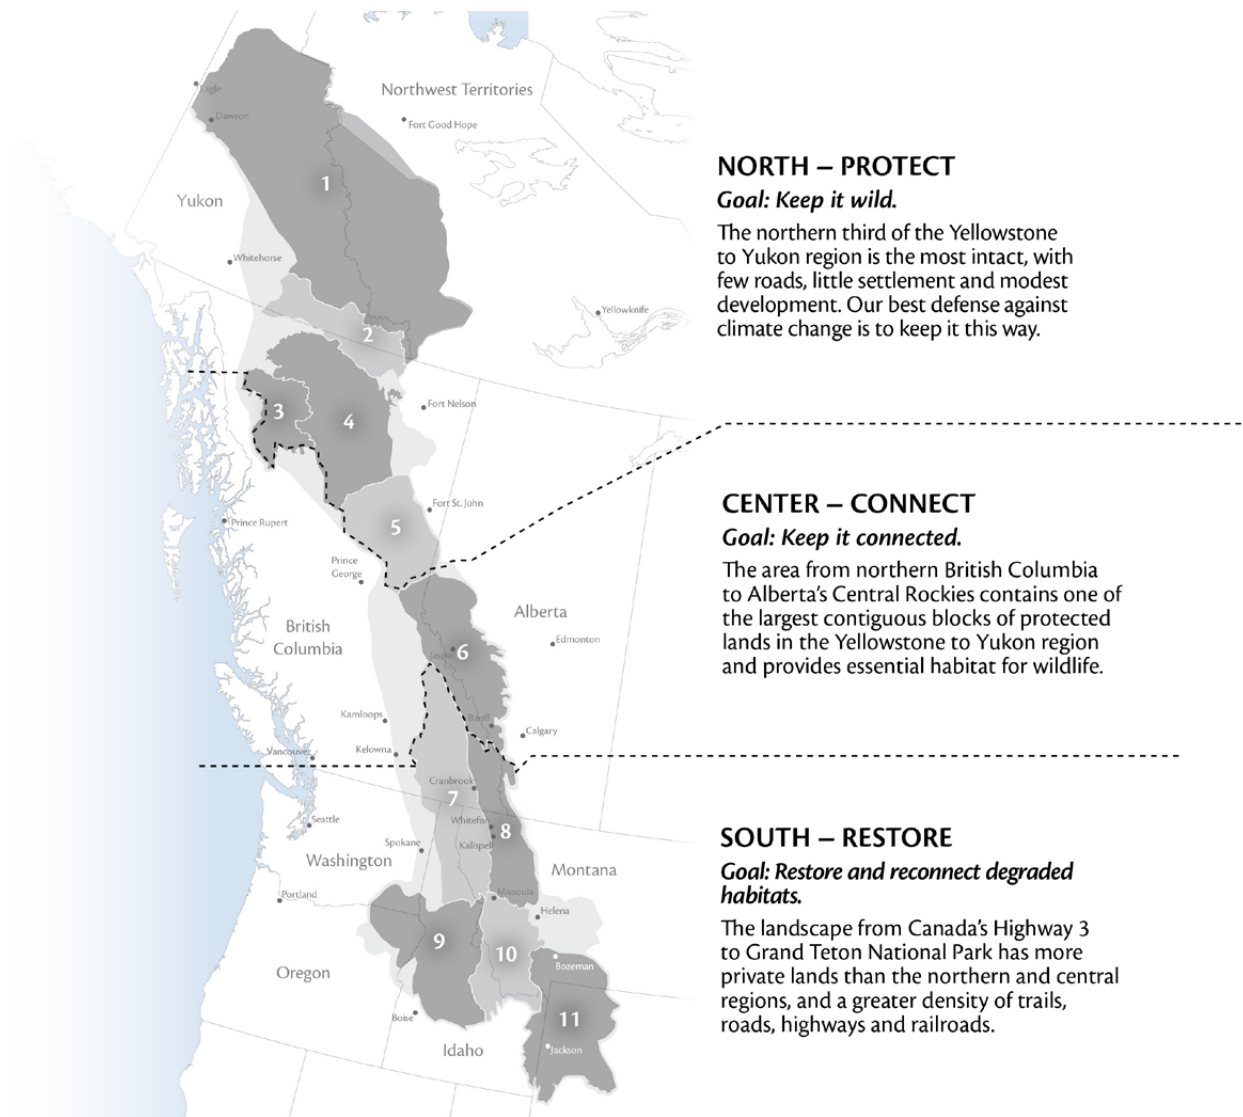 Northwest Territories
Eagle
Dawson
Fort Good Hope
1
Yukon
Whitehorse
Yellowknife
2
3
4
Fort Nelson
5
Fort St. John
Prince Rupert
Prince
George
British
Columbia
Alberta
Edmonton
Jasper
6
Kamloops
Banff
Calgary
Kelowna
Vancouver
Cranbrook
7
Whitefish
8
Kalispell
Seattle
Spokane
Washington
Montana
Portland
Missoula
Helena
9
10
Bozeman
Oregon
11
Boise
Idaho
Jackson
NORTH – PROTECT
Goal: Keep it wild.
The northern third of the Yellowstone
to Yukon region is the most intact, with
few roads, little settlement and modest
development. Our best defense against
climate change is to keep it this way.
CENTER – CONNECT
Goal: Keep it connected.
The area from northern British Columbia
to Alberta's Central Rockies contains one of
the largest contiguous blocks of protected
lands in the Yellowstone to Yukon region
and provides essential habitat for wildlife.
SOUTH – RESTORE
Goal: Restore and reconnect degraded
habitats.
The landscape from Canada's Highway 3
to Grand Teton National Park has more
private lands than the northern and central
regions, and a greater density of trails,
roads, highways and railroads.